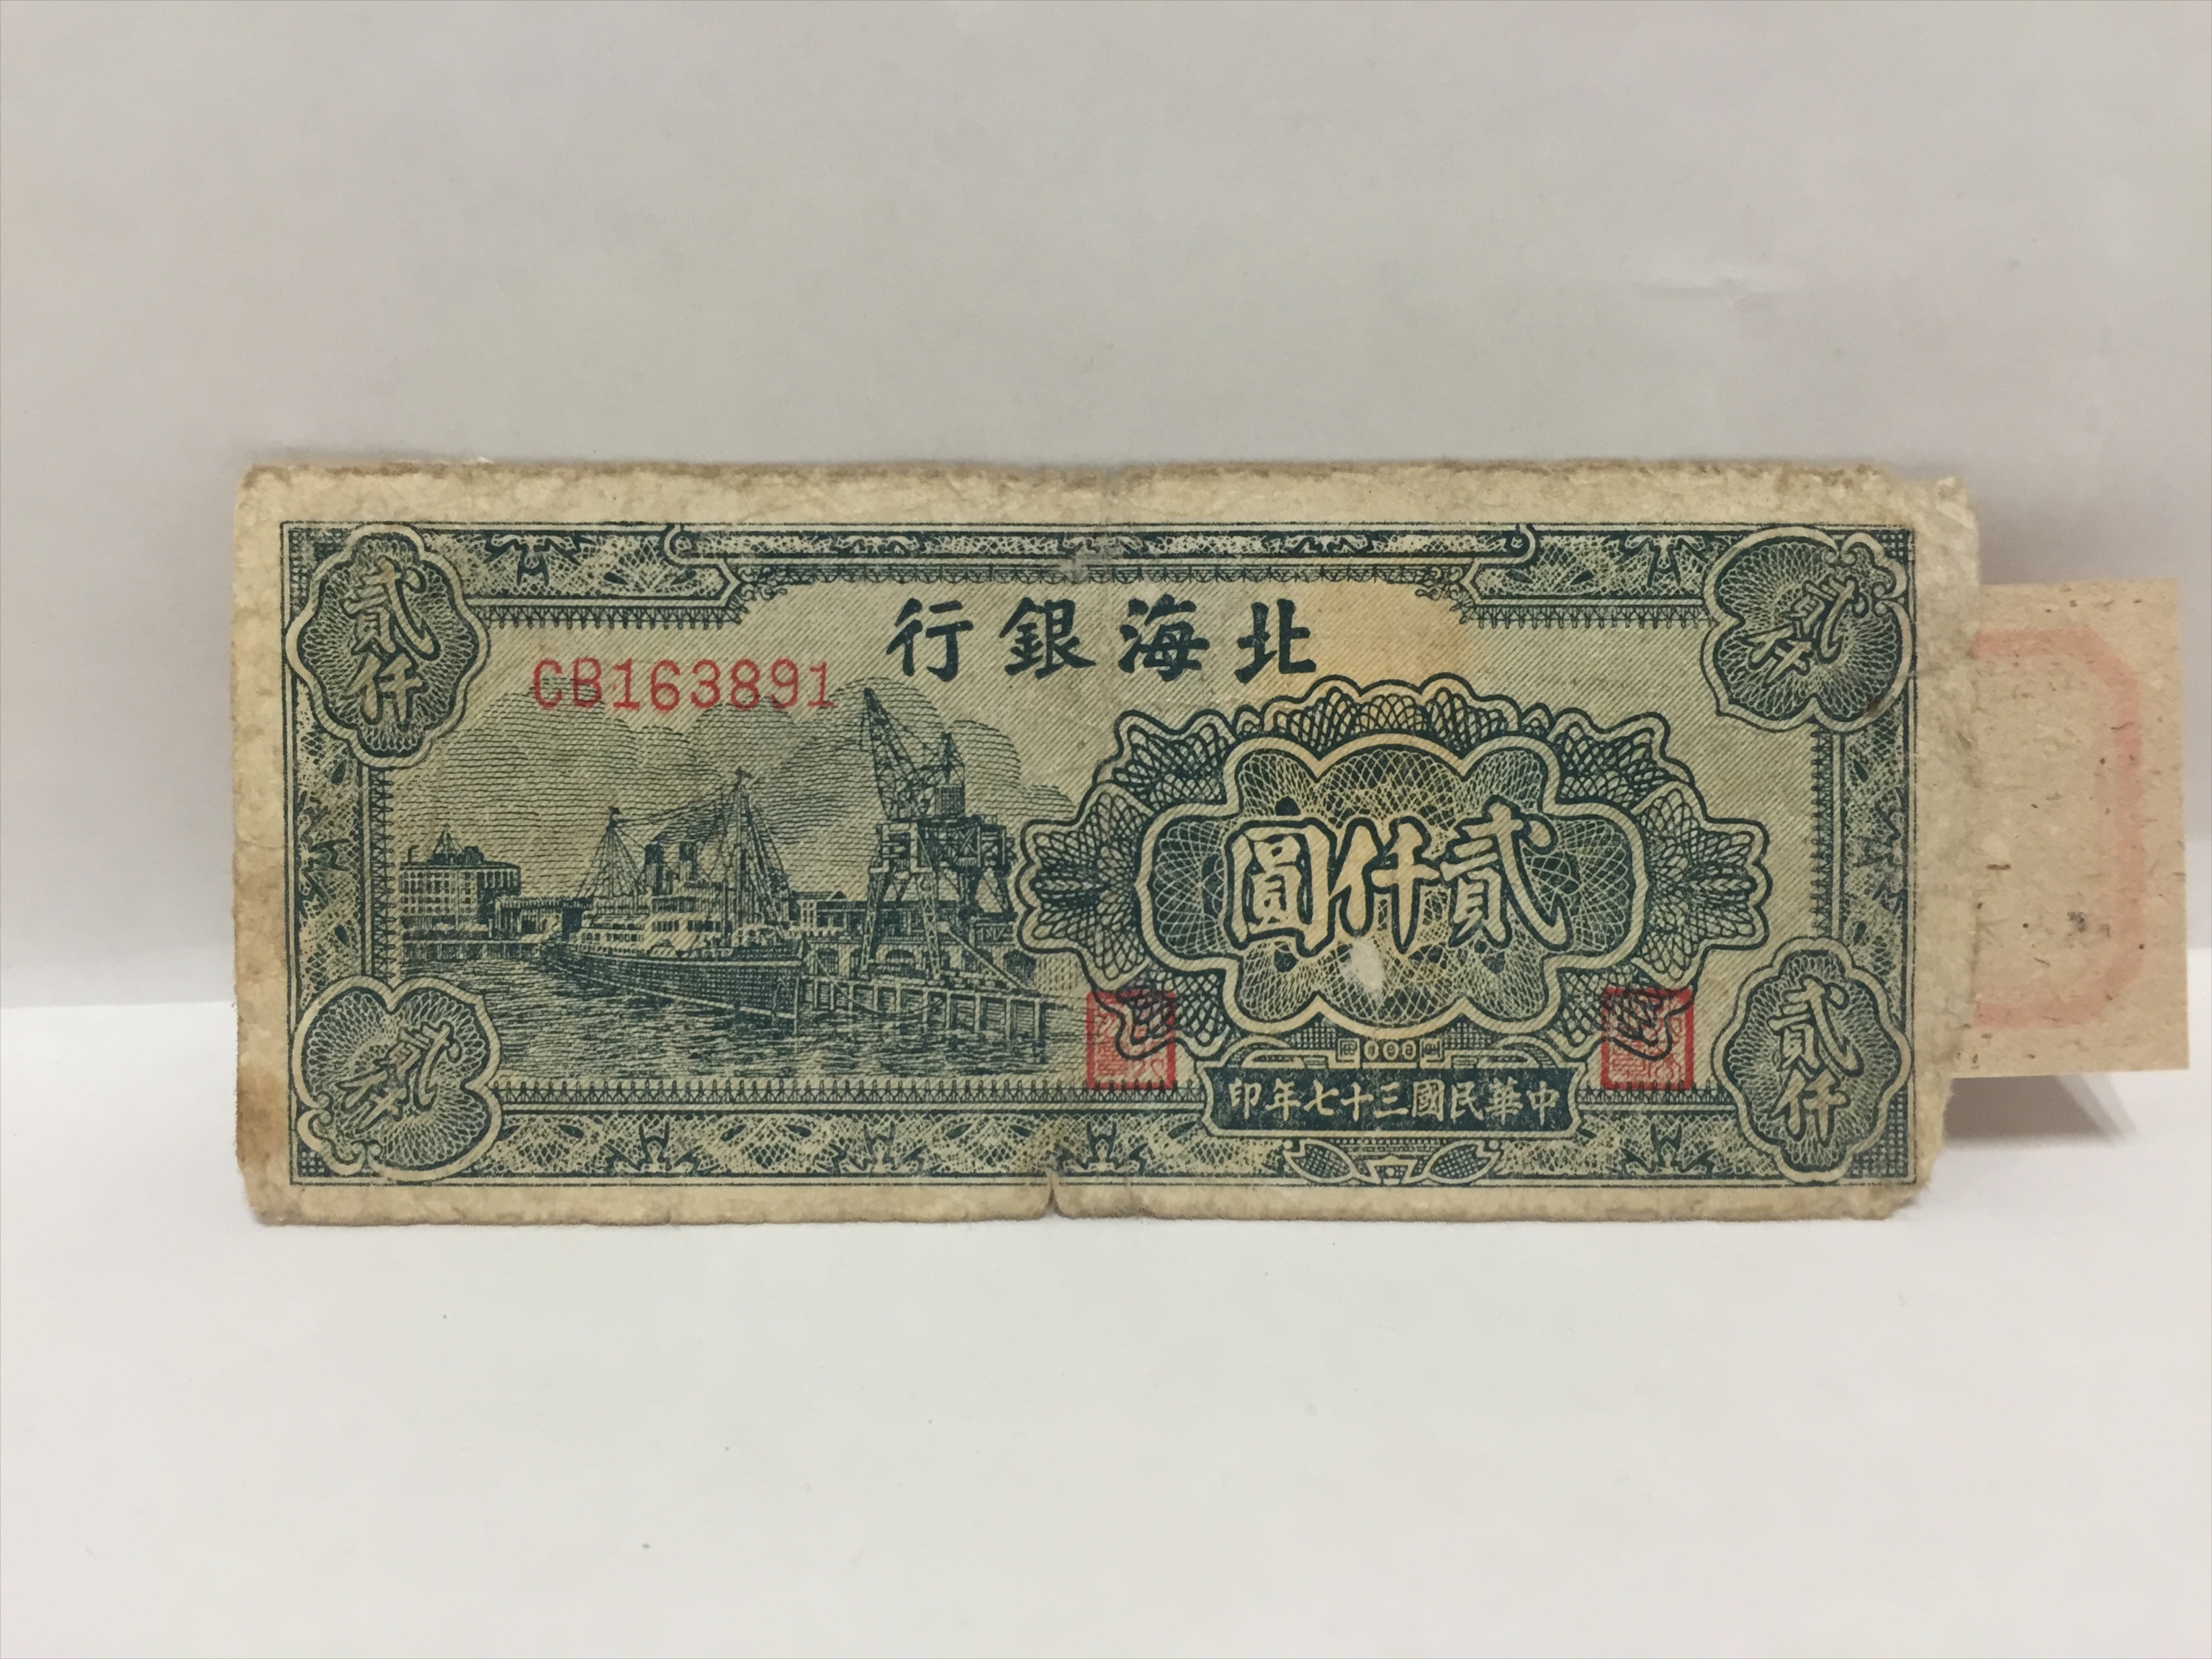 北海銀行
CB163891
貳仟
貳仟
貳仟圓
貳仟
貳仟
中華民國三十七年印